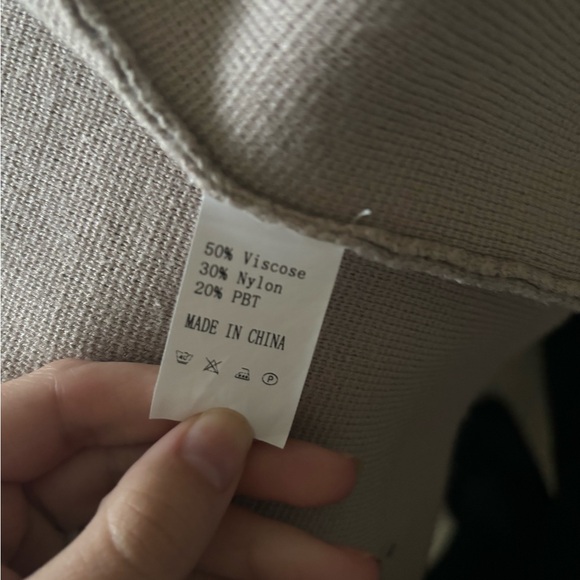 50% Viscose
30% Nylon
20% PBT
MADE IN CHINA
P